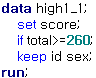 data high1_1;
set score;
if total>=260;
keep id sex;
run;